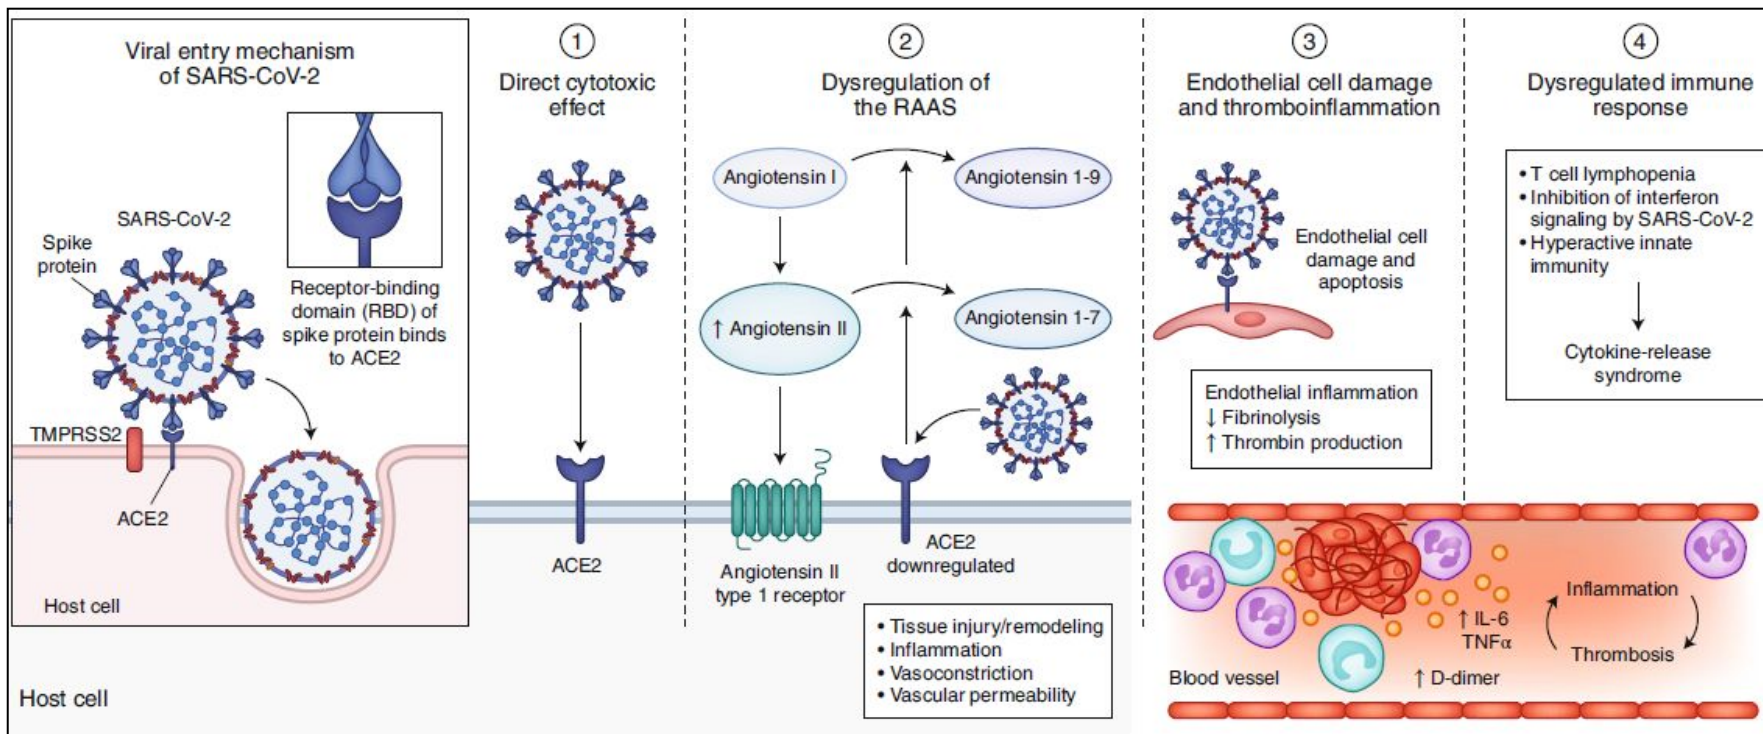 Viral entry mechanism
of SARS-CoV-2
SARS-CoV-2
Spike
protein
Receptor-binding
domain (RBD) of
spike protein binds
to ACE2
TMPRSS2
ACE2
Host cell
Host cell
1
Direct cytotoxic
effect
ACE2
2
Dysregulation of
the RAAS
Angiotensin I
Angiotensin 1-9
↑ Angiotensin II
Angiotensin 1-7
Angiotensin II
type 1 receptor
ACE2
downregulated
• Tissue injury/remodeling
• Inflammation
• Vasoconstriction
• Vascular permeability
3
Endothelial cell damage
and thromboinflammation
Endothelial cell
damage and
apoptosis
Endothelial inflammation
↓ Fibrinolysis
↑ Thrombin production
4
Dysregulated immune
response
• T cell lymphopenia
• Inhibition of interferon
signaling by SARS-CoV-2
• Hyperactive innate
immunity
Cytokine-release
syndrome
↑ IL-6
TNFα
↑ D-dimer
Blood vessel
Inflammation
Thrombosis